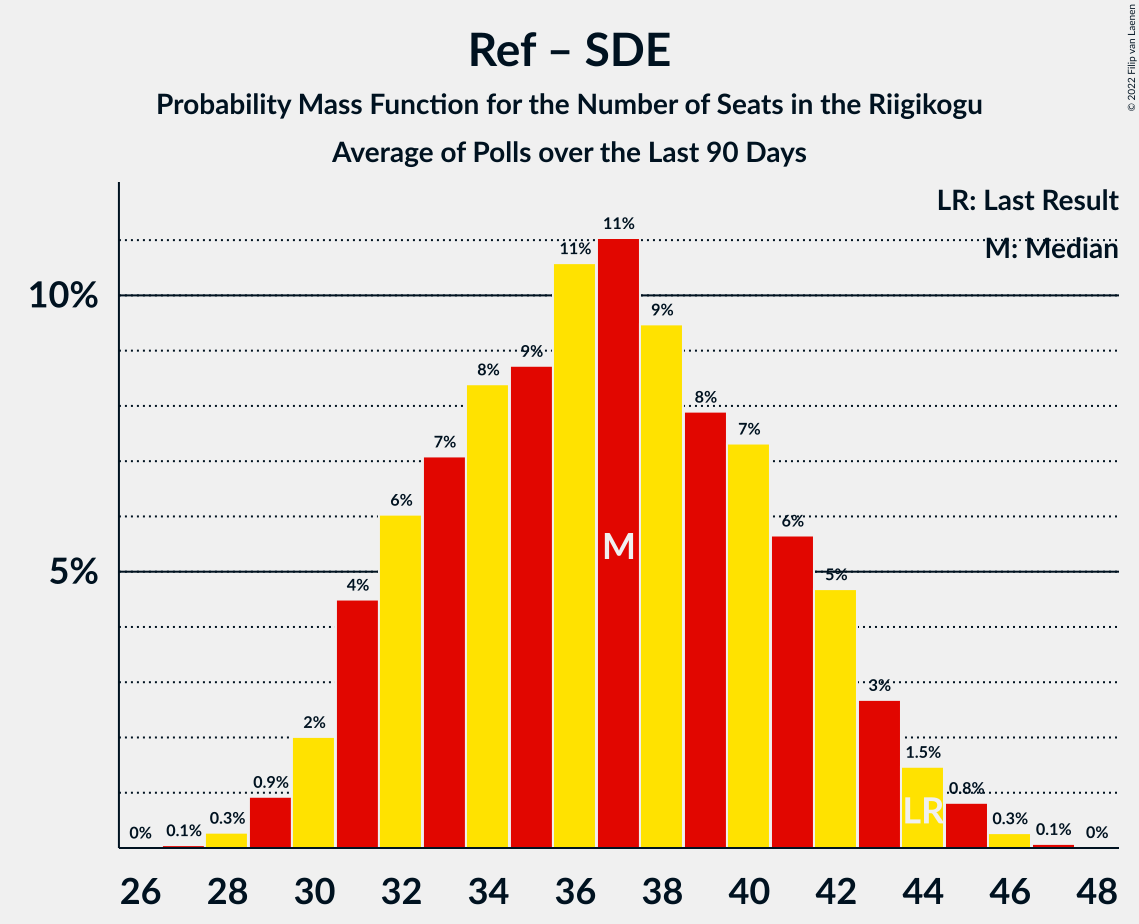 Ref – SDE
Probability Mass Function for the Number of Seats in the Riigikogu
Average of Polls over the Last 90 Days
© 2022 Filip van Laenen
LR: Last Result
M: Median
10%
5%
0% 0.1% 0.3% 0.9% 2% 4% 6% 7% 8% 9% 11% 11% 9% 8% 7% 6% 5% 3% 1.5% 0.8% 0.3% 0.1% 0%
M
LR
26 28 30 32 34 36 38 40 42 44 46 48